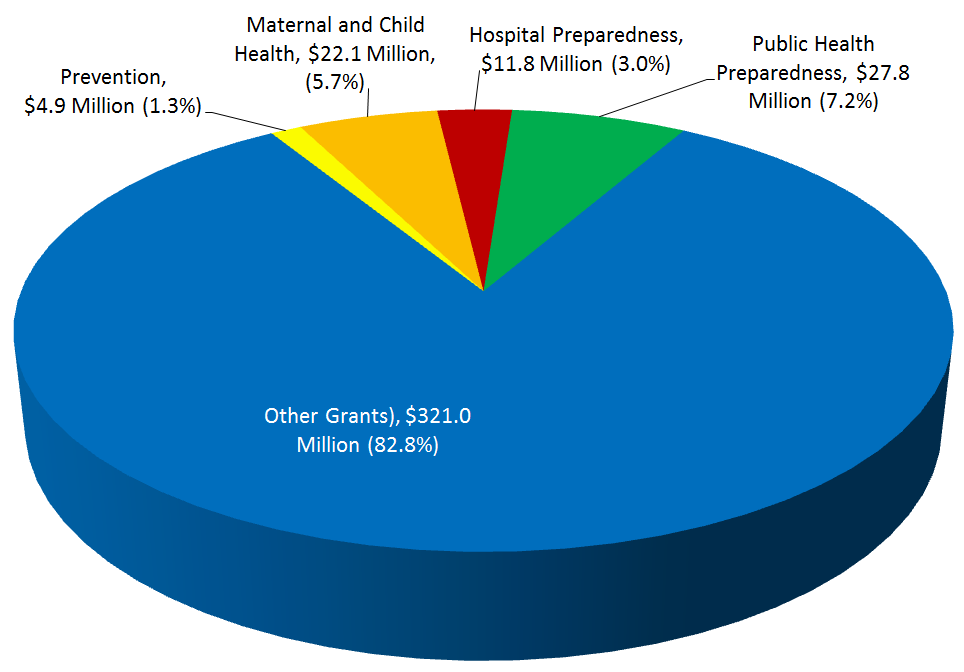 Maternal and Child
Health, $22.1 Million,
(5.7%)
Hospital Preparedness,
$11.8 Million (3.0%)
Public Health
Preparedness, $27.8
Million (7.2%)
Prevention,
$4.9 Million (1.3%)
Other Grants), $321.0
Million (82.8%)